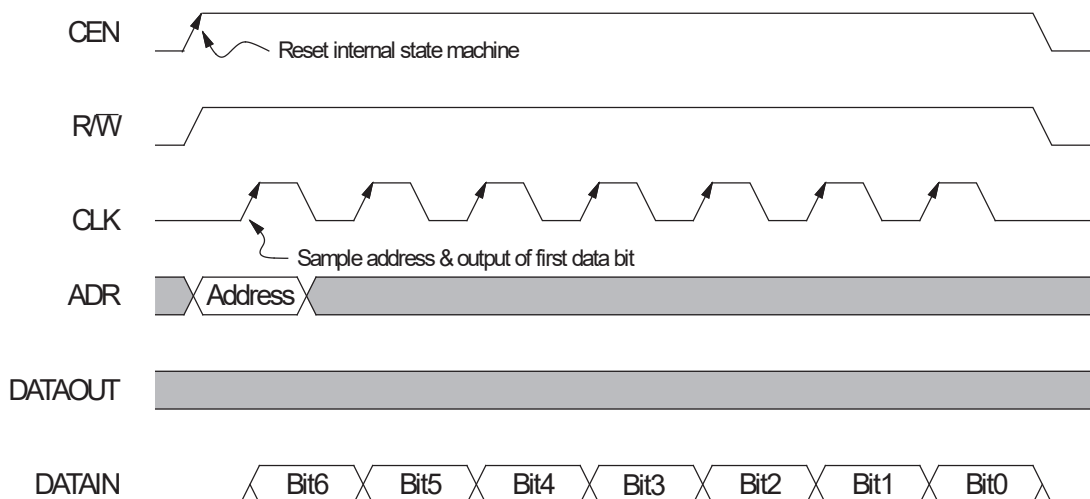 CEN
Reset internal state machine
R/W̅
CLK
Sample address & output of first data bit
ADR
Address
DATAOUT
DATAIN
Bit6 Bit5 Bit4 Bit3 Bit2 Bit1 Bit0